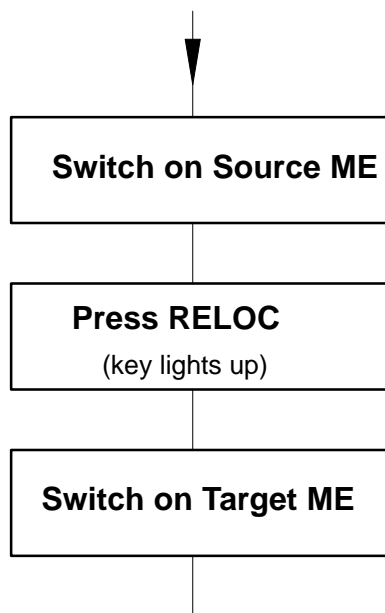 Switch on Source ME
Press RELOC
(key lights up)
Switch on Target ME